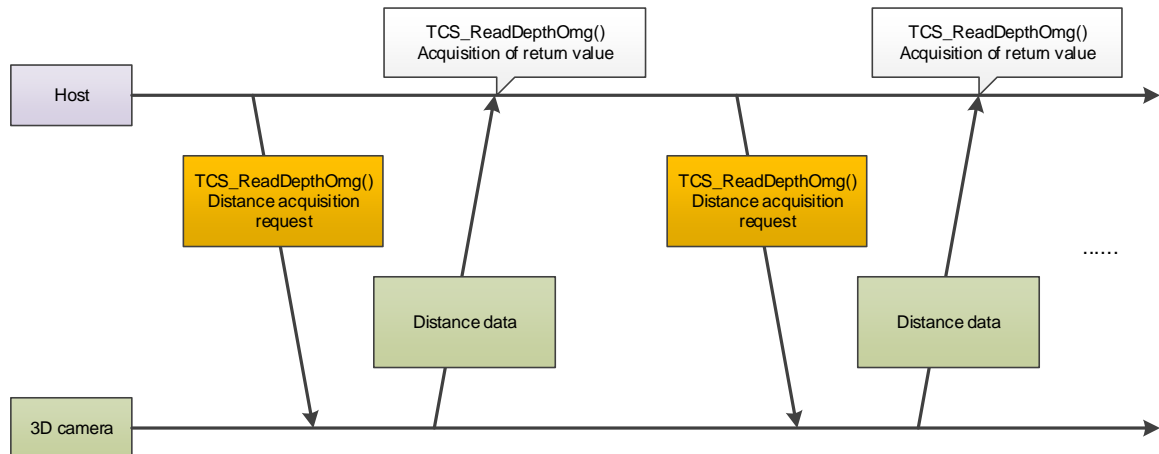 TCS_ReadDepthOmg()
Acquisition of return value
TCS_ReadDepthOmg()
Acquisition of return value
Host
TCS_ReadDepthOmg()
Distance acquisition
request
TCS_ReadDepthOmg()
Distance acquisition
request
......
Distance data
Distance data
3D camera